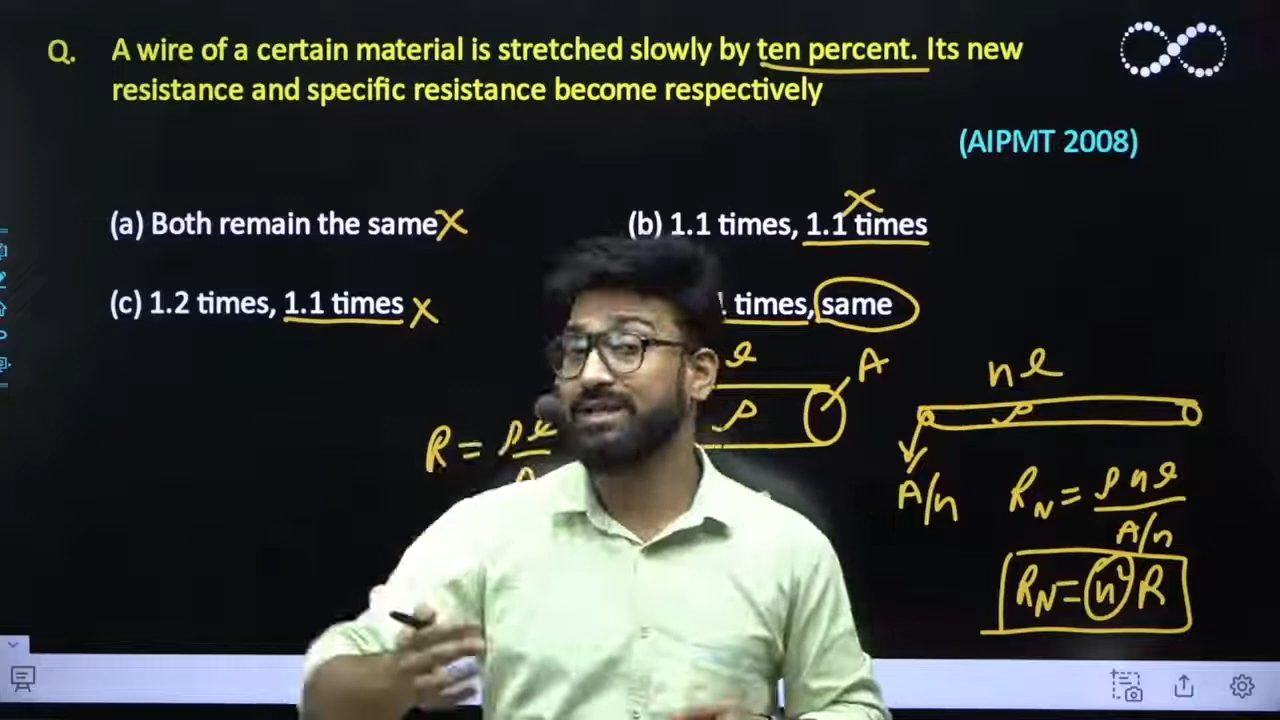 Q. A wire of a certain material is stretched slowly by ten percent. Its new
resistance and specific resistance become respectively
(AIPMT 2008)
(a) Both remain the same X
(b) 1.1 times, 1.1 times X
(c) 1.2 times, 1.1 times X
times, same
l A
ρ
R = ρl
nl
ρ
A/n
R_N = ρnl
A/n
R_N = n² R